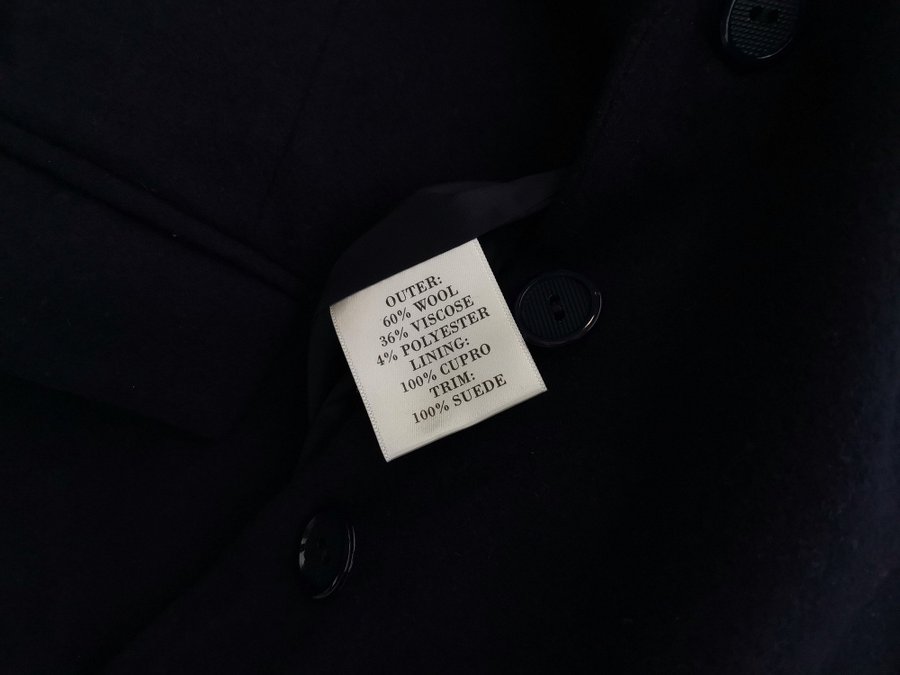 OUTER:
60% WOOL
36% VISCOSE
4% POLYESTER
LINING:
100% CUPRO
TRIM:
100% SUEDE